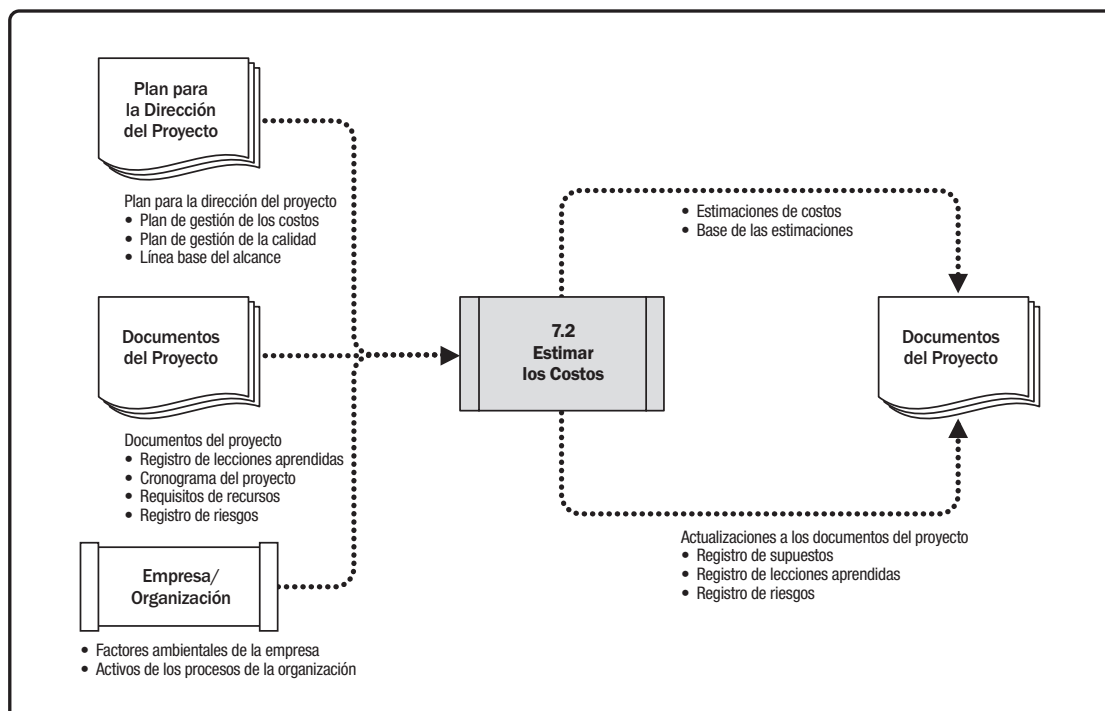 Plan para
la Dirección
del Proyecto
Plan para la dirección del proyecto
• Plan de gestión de los costos
• Plan de gestión de la calidad
• Línea base del alcance
Documentos
del Proyecto
Documentos del proyecto
• Registro de lecciones aprendidas
• Cronograma del proyecto
• Requisitos de recursos
• Registro de riesgos
Empresa/
Organización
• Factores ambientales de la empresa
• Activos de los procesos de la organización
7.2
Estimar
los Costos
• Estimaciones de costos
• Base de las estimaciones
Documentos
del Proyecto
Actualizaciones a los documentos del proyecto
• Registro de supuestos
• Registro de lecciones aprendidas
• Registro de riesgos